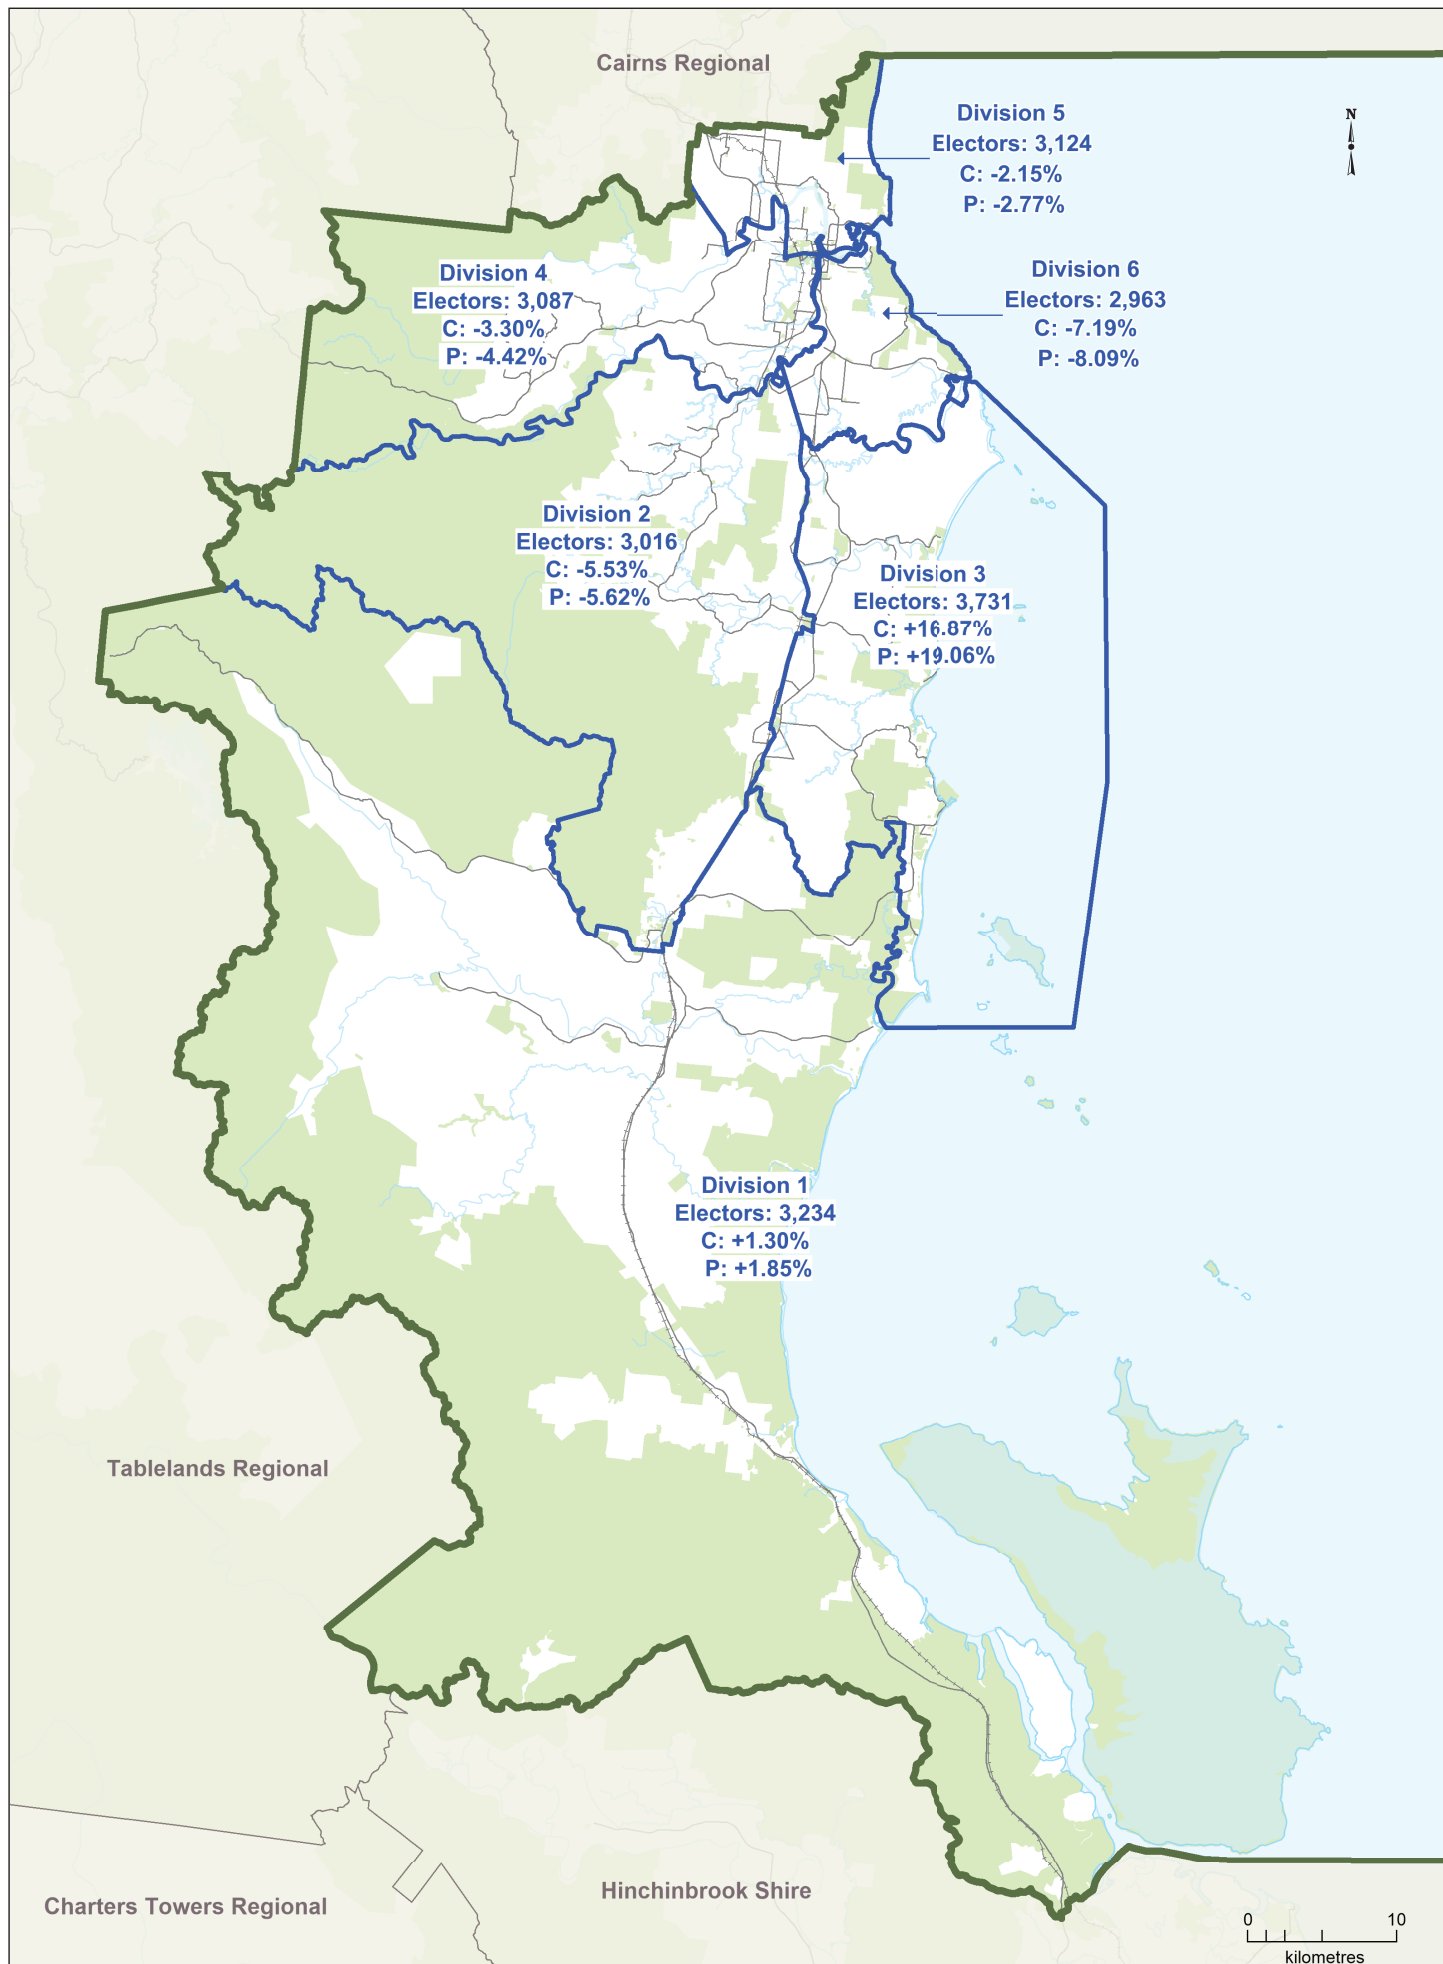 Cairns Regional
N
Division 5
Electors: 3,124
C: -2.15%
P: -2.77%
Division 4
Electors: 3,087
C: -3.30%
P: -4.42%
Division 6
Electors: 2,963
C: -7.19%
P: -8.09%
Division 2
Electors: 3,016
C: -5.53%
P: -5.62%
Division 3
Electors: 3,731
C: +16.87%
P: +19.06%
Division 1
Electors: 3,234
C: +1.30%
P: +1.85%
Tablelands Regional
Hinchinbrook Shire
Charters Towers Regional
0 10
kilometres